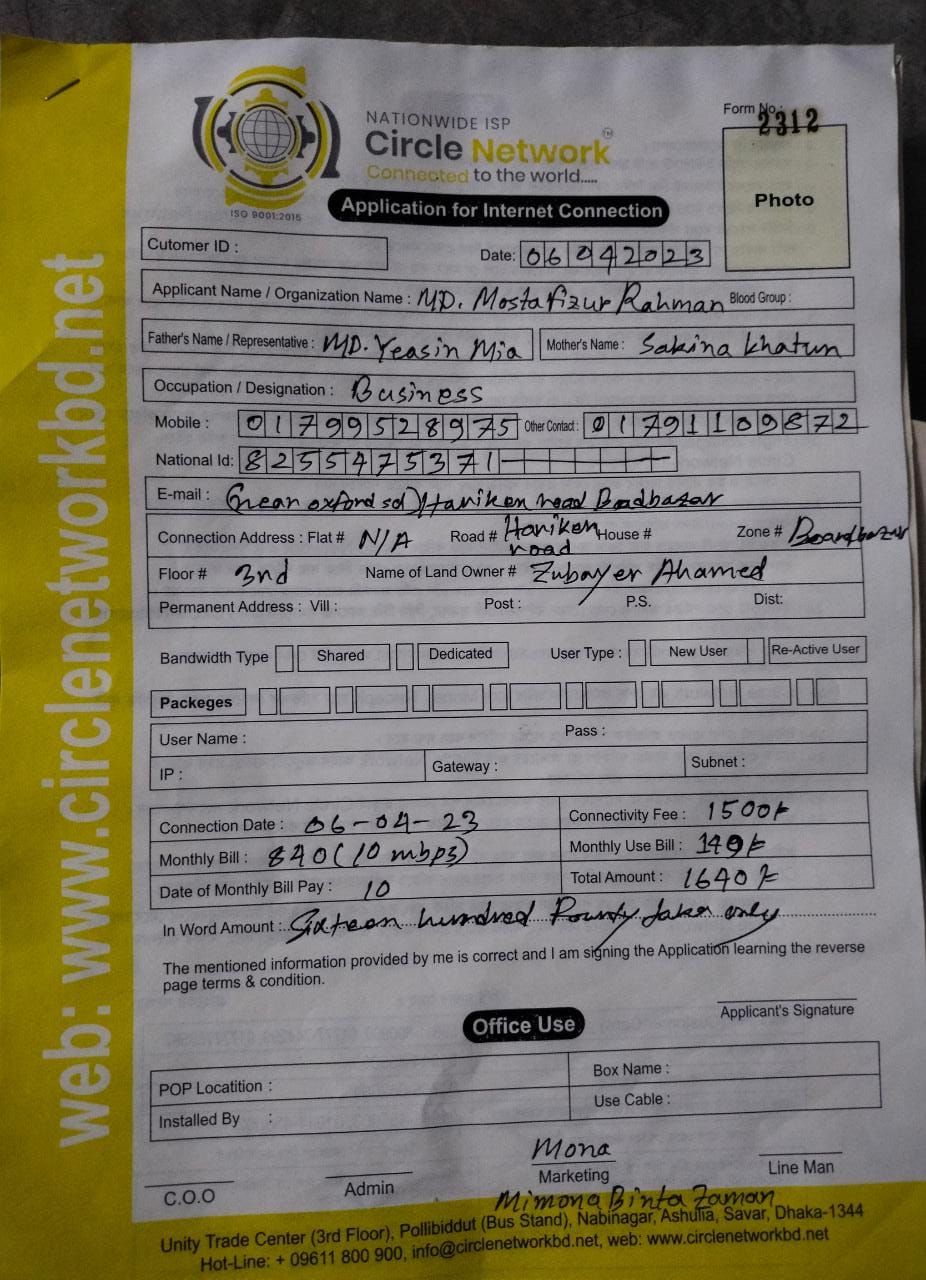 web: www.circlenetworkbd.net
NATIONWIDE ISP
Circle Network TM
Connected to the world.....
ISO 9001:2015
Form No.: 2312
Photo
Application for Internet Connection
Cutomer ID :
Date: 06042023
Applicant Name / Organization Name : MD. Mostafizur Rahman Blood Group :
Father's Name / Representative : MD. Yeasin Mia Mother's Name : Sakina Khatun
Occupation / Designation : Business
Mobile : 01799528975 Other Contact : 01791109872
National Id: 8255475371
E-mail : (near oxford scl) Hariken road Boadbazar
Connection Address : Flat # N/A Road # Hariken road House # Zone # Boardbazar
Floor # 3rd Name of Land Owner # Zubayer Ahamed
Permanent Address : Vill : Post : P.S. Dist:
Bandwidth Type Shared Dedicated User Type : New User Re-Active User
Packeges
User Name : Pass :
IP : Gateway : Subnet :
Connection Date : 06-04-23 Connectivity Fee : 1500/-
Monthly Bill : 840 (10 mbps) Monthly Use Bill : 140/-
Date of Monthly Bill Pay : 10 Total Amount : 1640/-
In Word Amount : Sixteen hundred Fourty taka only
The mentioned information provided by me is correct and I am signing the Application learning the reverse
page terms & condition.
Applicant's Signature
Office Use
POP Locatition : Box Name :
Installed By : Use Cable :
Mona
C.O.O Admin Marketing Line Man
Mimona Binta Zaman
Unity Trade Center (3rd Floor), Pollibiddut (Bus Stand), Nabinagar, Ashulia, Savar, Dhaka-1344
Hot-Line: + 09611 800 900, info@circlenetworkbd.net, web: www.circlenetworkbd.net